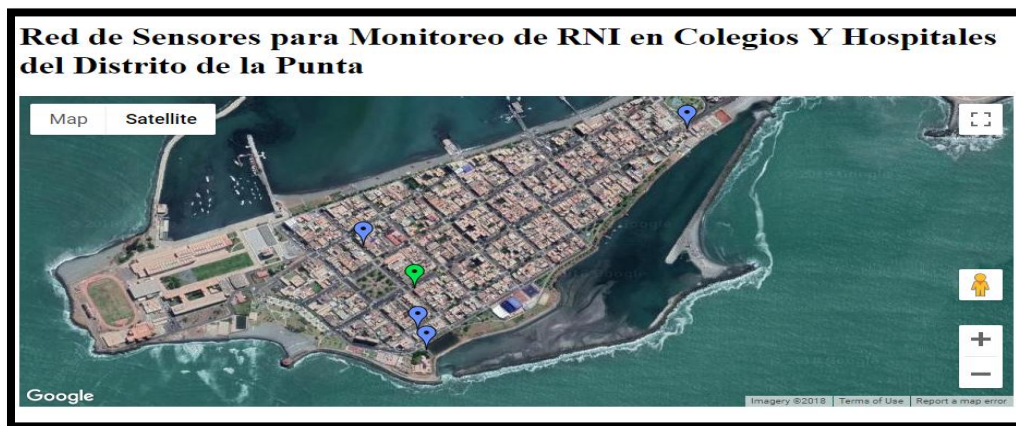 Red de Sensores para Monitoreo de RNI en Colegios Y Hospitales
del Distrito de la Punta
Map Satellite
Google
Imagery ©2018 Terms of Use Report a map error